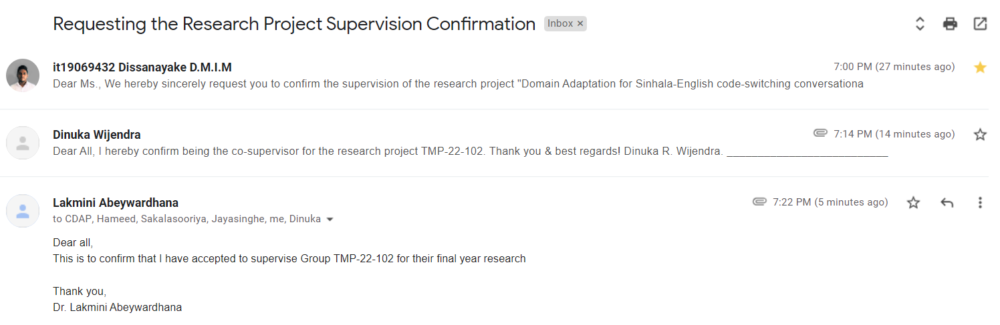 Requesting the Research Project Supervision Confirmation Inbox ×
it19069432 Dissanayake D.M.I.M 7:00 PM (27 minutes ago)
Dear Ms., We hereby sincerely request you to confirm the supervision of the research project "Domain Adaptation for Sinhala-English code-switching conversationa
Dinuka Wijendra 7:14 PM (14 minutes ago)
Dear All, I hereby confirm being the co-supervisor for the research project TMP-22-102. Thank you & best regards! Dinuka R. Wijendra. ___________________________
Lakmini Abeywardhana 7:22 PM (5 minutes ago)
to CDAP, Hameed, Sakalasooriya, Jayasinghe, me, Dinuka
Dear all,
This is to confirm that I have accepted to supervise Group TMP-22-102 for their final year research
Thank you,
Dr. Lakmini Abeywardhana